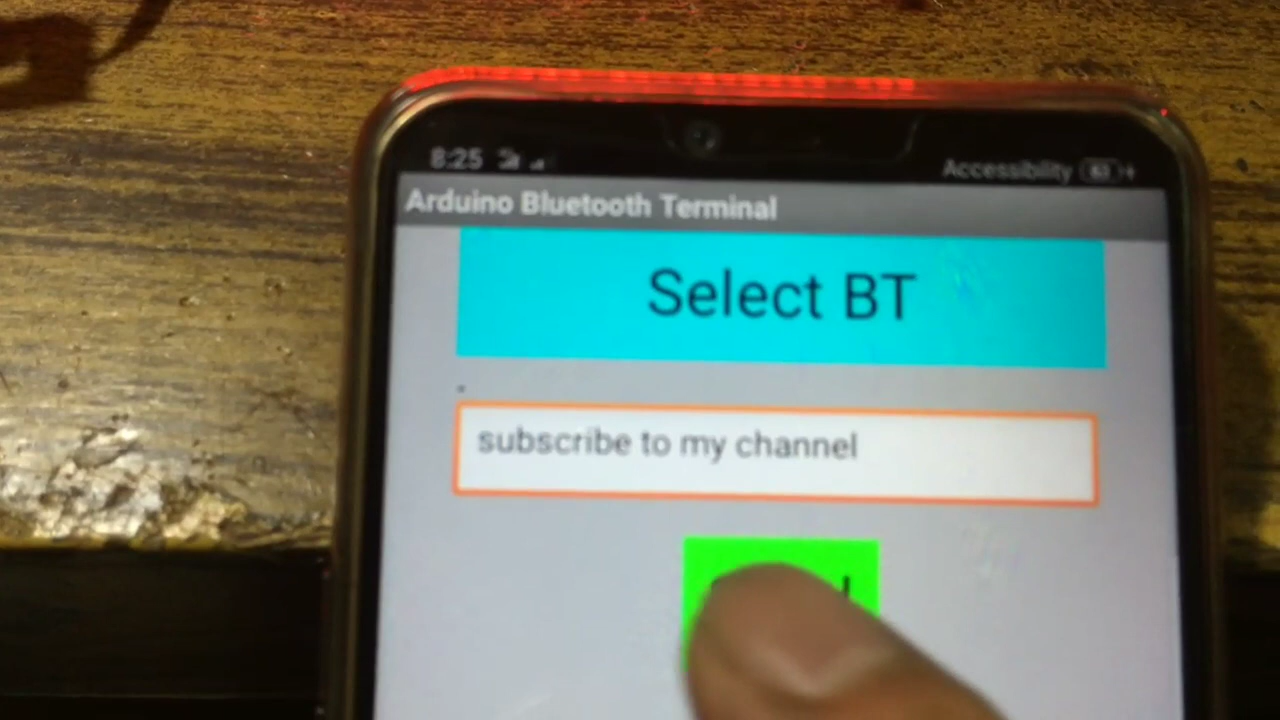 8:25 Accessibility
Arduino Bluetooth Terminal
Select BT
subscribe to my channel